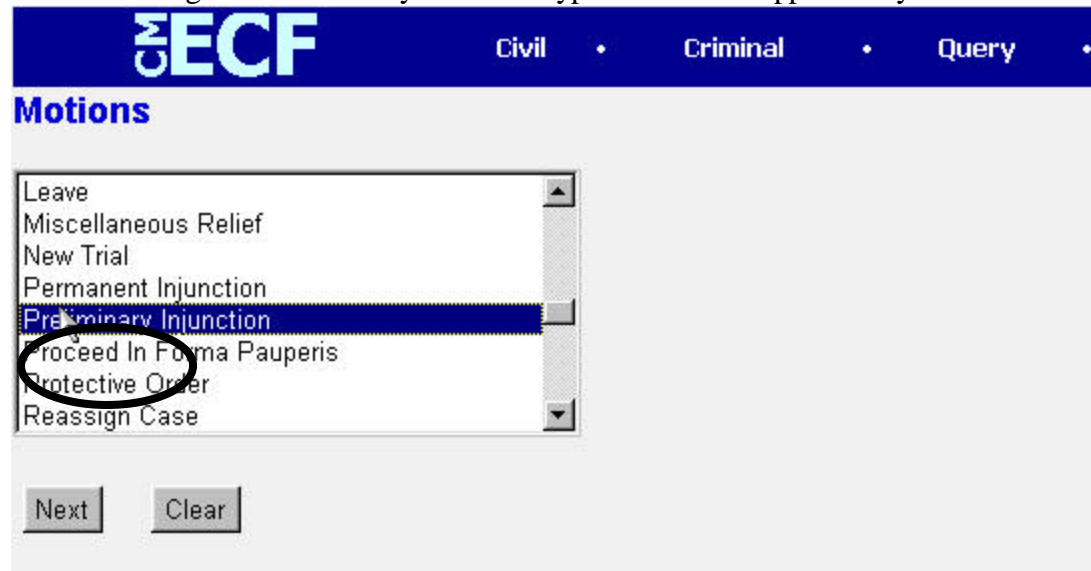 CM ECF Civil • Criminal • Query •
Motions
Leave
Miscellaneous Relief
New Trial
Permanent Injunction
Preliminary Injunction
Proceed In Forma Pauperis
Protective Order
Reassign Case
Next Clear